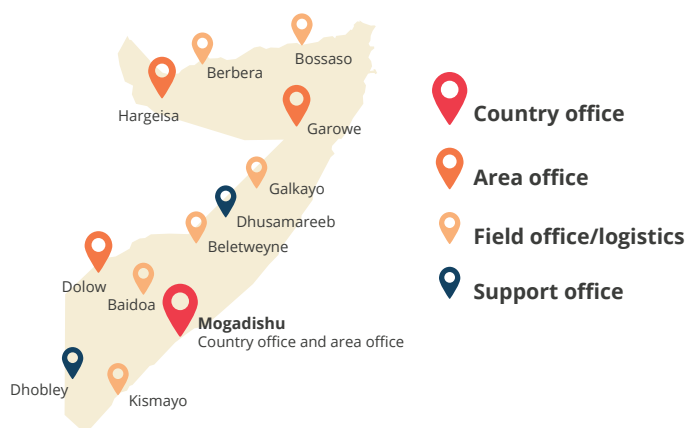 Bossaso
Berbera
Hargeisa
Garowe
Galkayo
Dhusamareeb
Beletweyne
Dolow
Baidoa
Mogadishu
Country office and area office
Dhobley
Kismayo
Country office
Area office
Field office/logistics
Support office